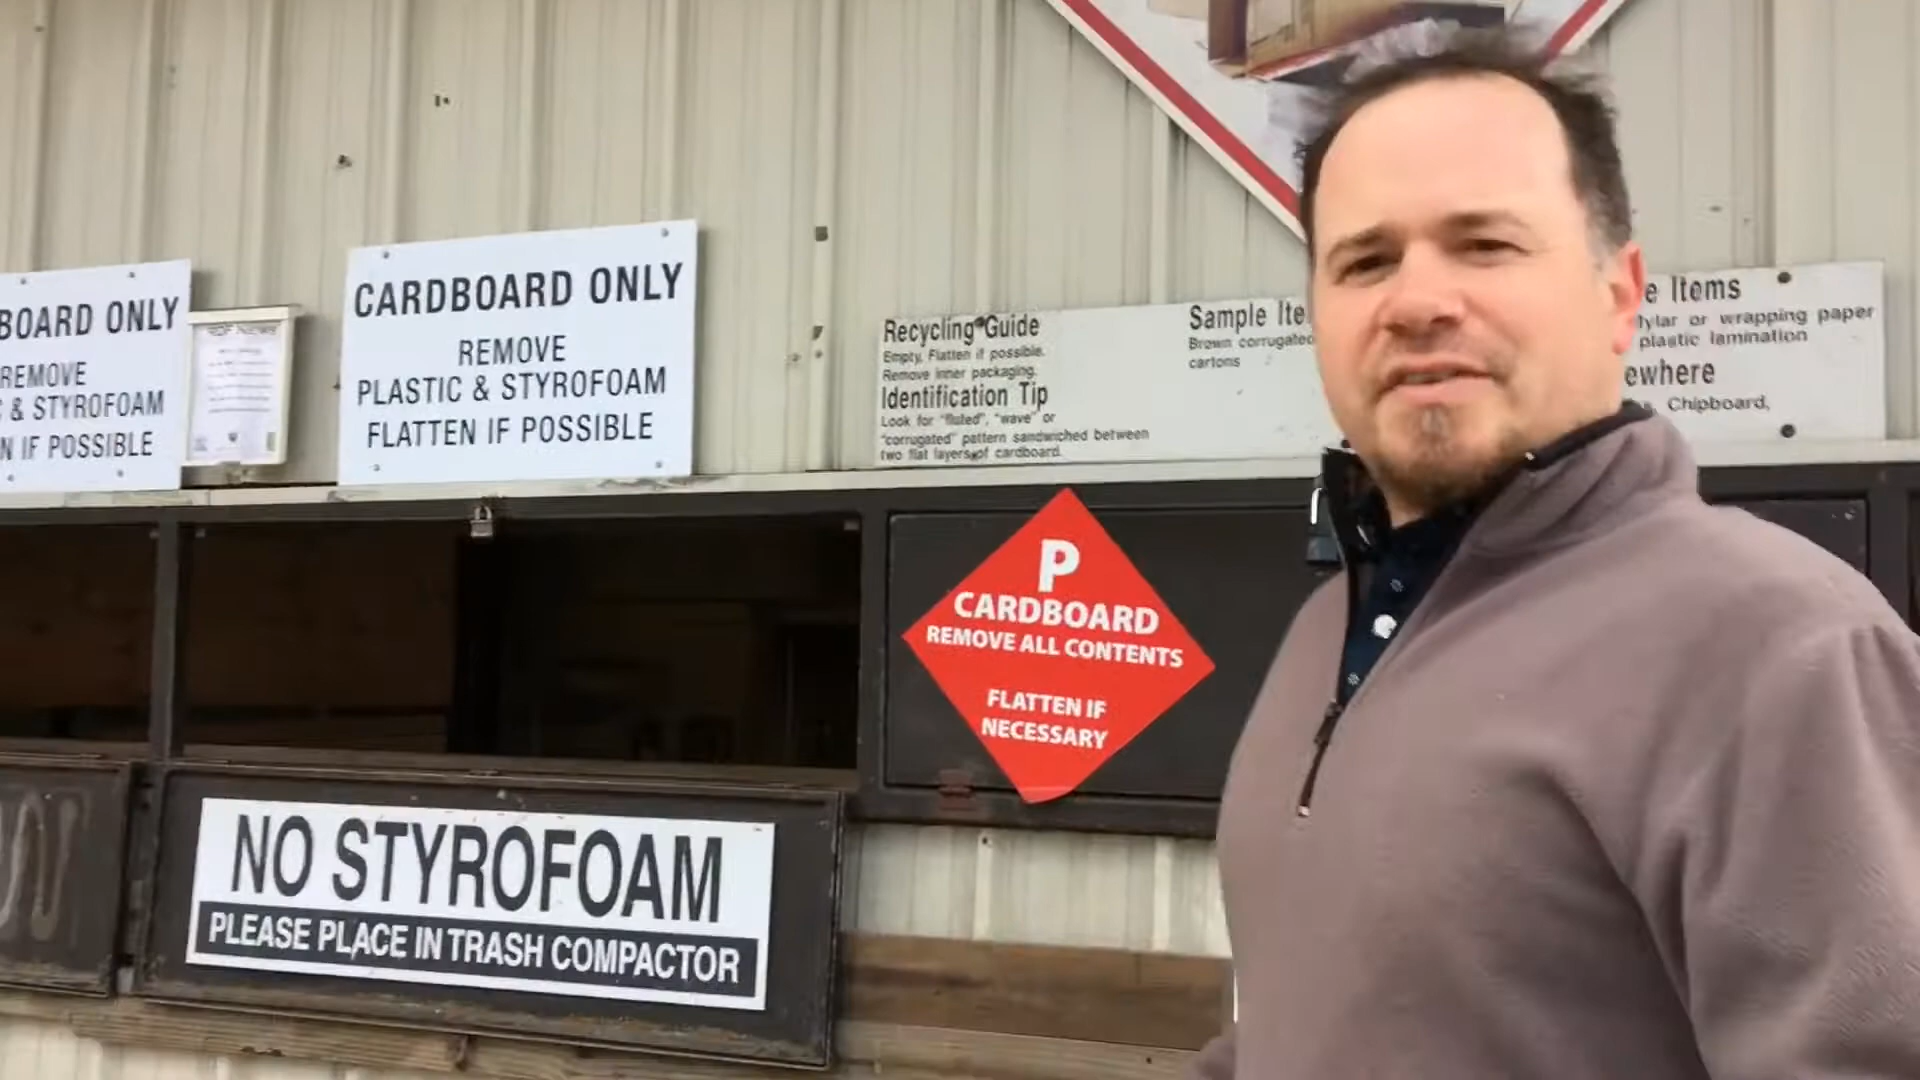 BOARD ONLY
REMOVE
& STYROFOAM
N IF POSSIBLE
CARDBOARD ONLY
REMOVE
PLASTIC & STYROFOAM
FLATTEN IF POSSIBLE
Recycling Guide
Empty, Flatten if possible.
Remove inner packaging.
Identification Tip
Look for "fluted", "wave" or
"corrugated" pattern sandwiched between
two flat layers of cardboard.
Sample Ite
Brown corrugated
cartons
e Items
ylar or wrapping paper
plastic lamination
ewhere
Chipboard,
P
CARDBOARD
REMOVE ALL CONTENTS
FLATTEN IF
NECESSARY
NO STYROFOAM
PLEASE PLACE IN TRASH COMPACTOR